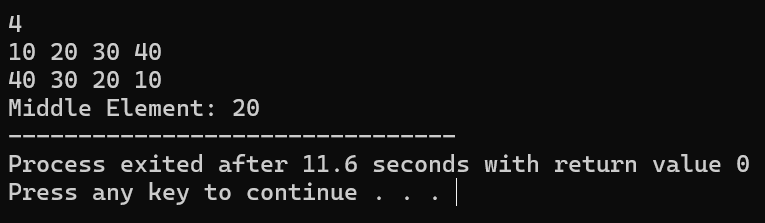 4
10 20 30 40
40 30 20 10
Middle Element: 20
--------------------------------
Process exited after 11.6 seconds with return value 0
Press any key to continue . . .